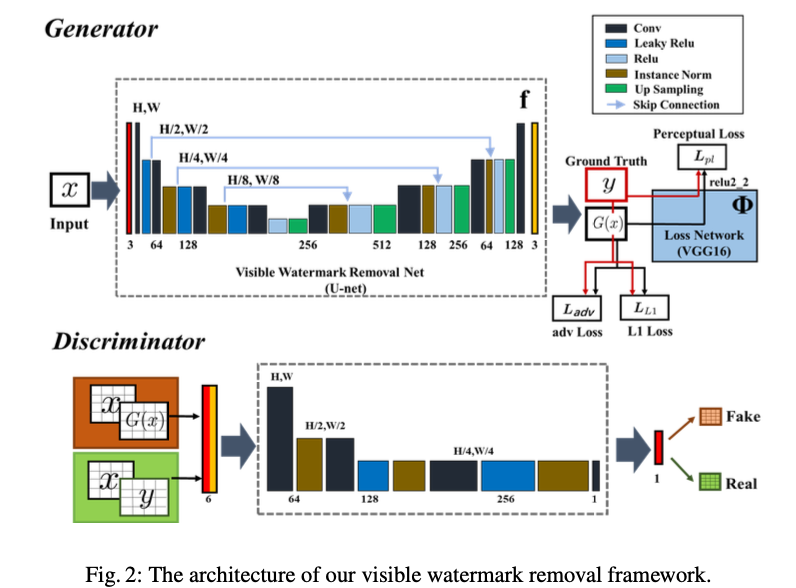 Generator
Conv
Leaky Relu
Relu
Instance Norm
Up Sampling
Skip Connection
H,W
f
H/2,W/2
H/4,W/4
H/8, W/8
x
Input
3 64 128 256 512 128 256 64 128 3
Visible Watermark Removal Net
(U-net)
Perceptual Loss
L_pl
Ground Truth
y
relu2_2
Φ
G(x)
Loss Network
(VGG16)
L_adv
L_L1
adv Loss
L1 Loss
Discriminator
x
G(x)
x
y
6
H,W
H/2,W/2
H/4,W/4
64 128 256 1
1
Fake
Real
Fig. 2: The architecture of our visible watermark removal framework.